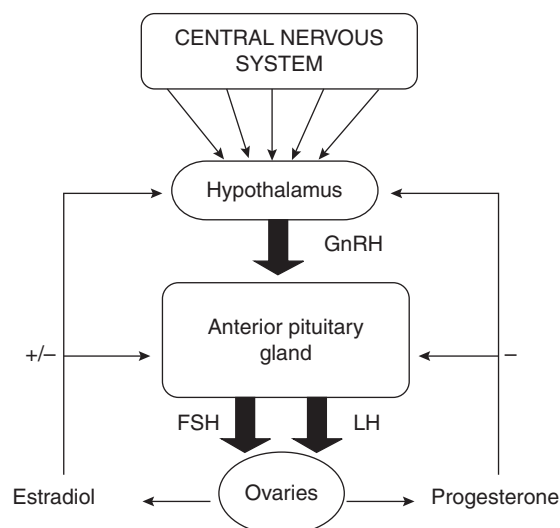 CENTRAL NERVOUS
SYSTEM
Hypothalamus
GnRH
Anterior pituitary
gland
+/–
–
FSH
LH
Estradiol
Ovaries
Progesterone